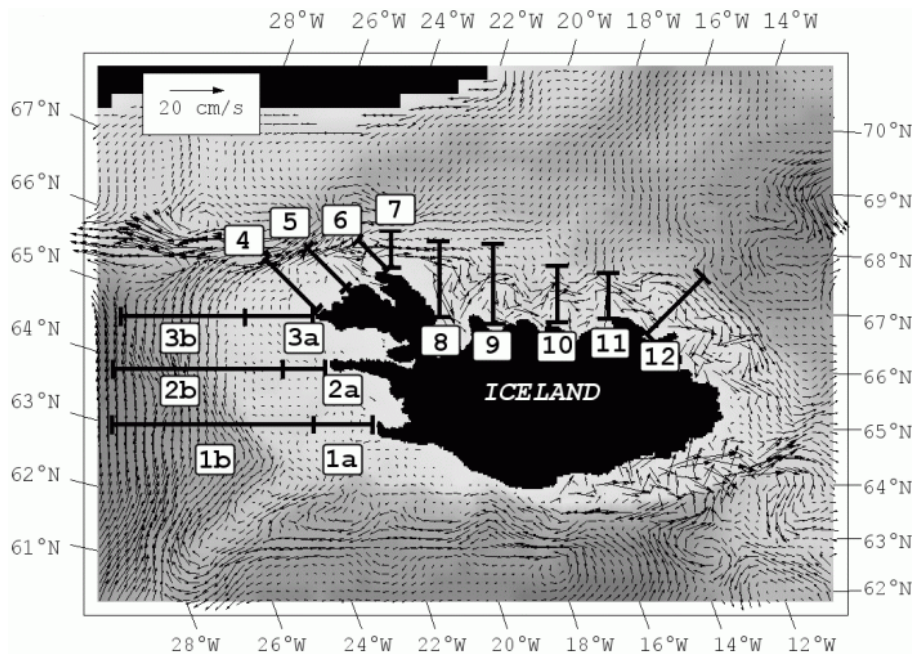 28°W 26°W 24°W 22°W 20°W 18°W 16°W 14°W
20 cm/s
67°N
70°N
66°N
69°N
7
5 6
4
65°N
68°N
64°N
67°N
3b 3a
8 9 10 11 12
66°N
2b 2a
ICELAND
63°N
65°N
1b 1a
62°N
64°N
61°N
63°N
62°N
28°W 26°W 24°W 22°W 20°W 18°W 16°W 14°W 12°W